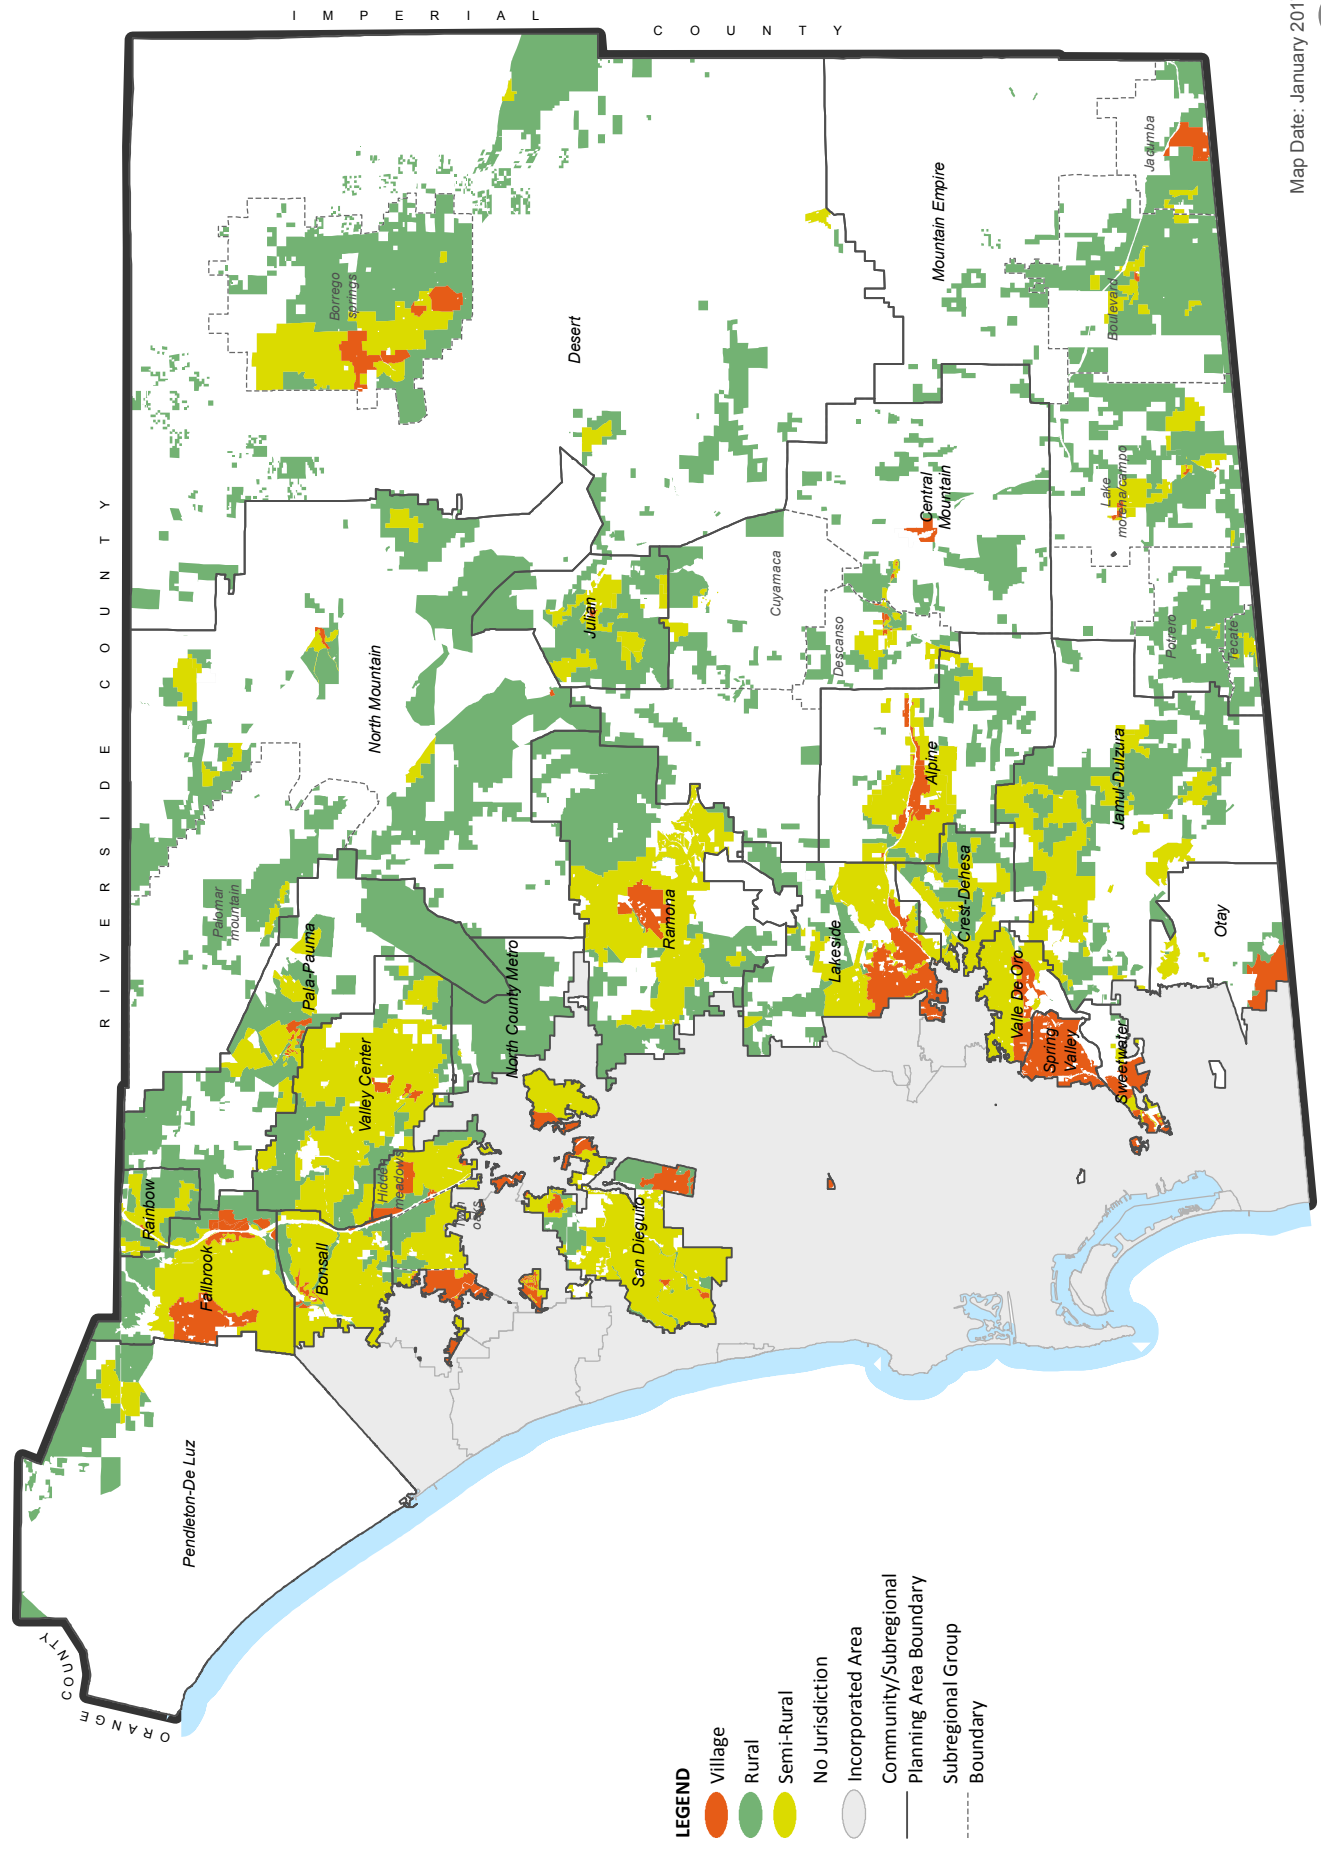 IMPERIAL COUNTY
RIVERSIDE COUNTY
ORANGE COUNTY
Pendleton-De Luz
Rainbow
Fallbrook
Bonsall
Pala-Pauma
Palomar
mountain
Valley Center
Hidden
meadows
Twin
oaks
North County Metro
San Dieguito
North Mountain
Borrego
springs
Desert
Julian
Ramona
Cuyamaca
Descanso
Central
Mountain
Mountain Empire
Jacumba
Boulevard
Lake
morena/campo
Potrero
Tecate
Alpine
Lakeside
Crest-Dehesa
Jamul-Dulzura
Valle De Oro
Spring
Valley
Sweetwater
Otay
LEGEND
Village
Rural
Semi-Rural
No Jurisdiction
Incorporated Area
Community/Subregional
Planning Area Boundary
Subregional Group
Boundary
Map Date: January 201